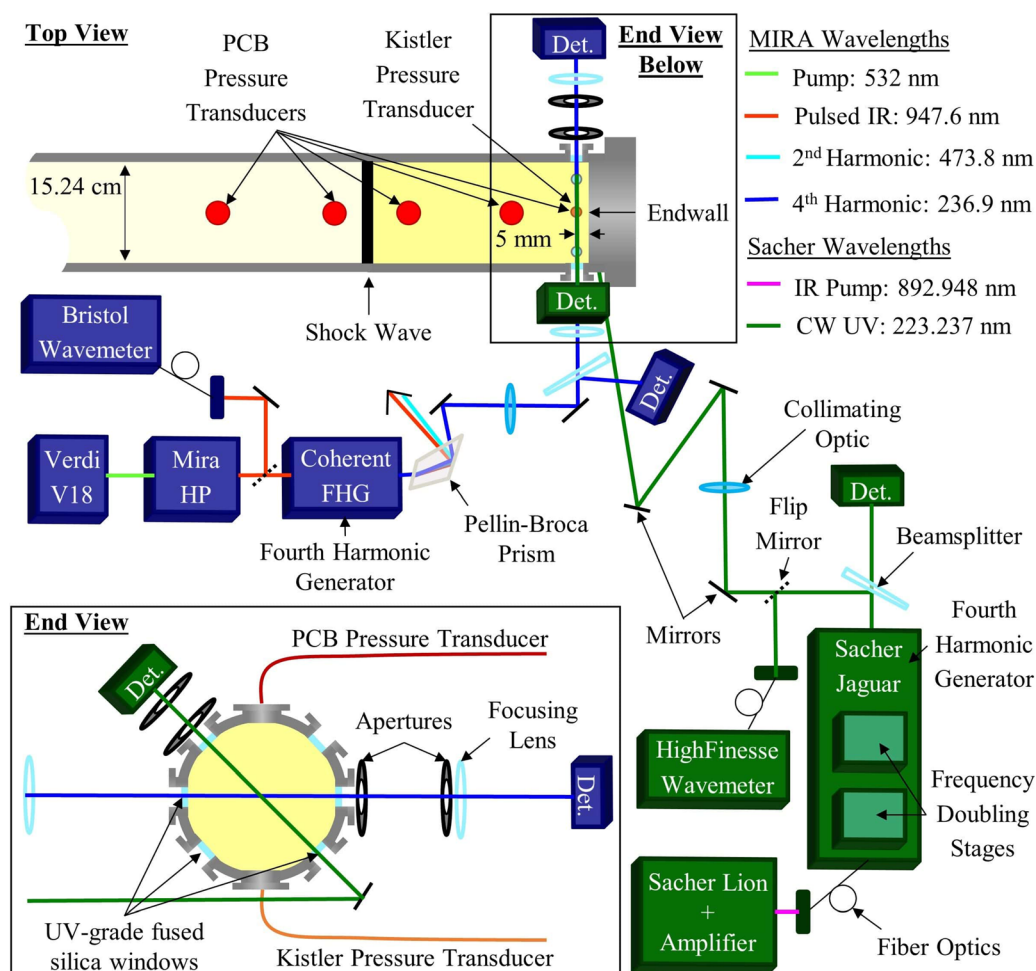 Top View
PCB
Pressure
Transducers
Kistler
Pressure
Transducer
Det.
End View
Below
MIRA Wavelengths
Pump: 532 nm
Pulsed IR: 947.6 nm
2nd Harmonic: 473.8 nm
4th Harmonic: 236.9 nm
Sacher Wavelengths
IR Pump: 892.948 nm
CW UV: 223.237 nm
15.24 cm
5 mm
Endwall
Shock Wave
Det.
Det.
Bristol
Wavemeter
Verdi
V18
Mira
HP
Coherent
FHG
Fourth Harmonic
Generator
Pellin-Broca
Prism
Collimating
Optic
Flip
Mirror
Det.
Beamsplitter
Mirrors
Fourth
Harmonic
Generator
Sacher
Jaguar
HighFinesse
Wavemeter
Frequency
Doubling
Stages
Sacher Lion
+
Amplifier
Fiber Optics
End View
PCB Pressure Transducer
Det.
Apertures
Focusing
Lens
Det.
UV-grade fused
silica windows
Kistler Pressure Transducer